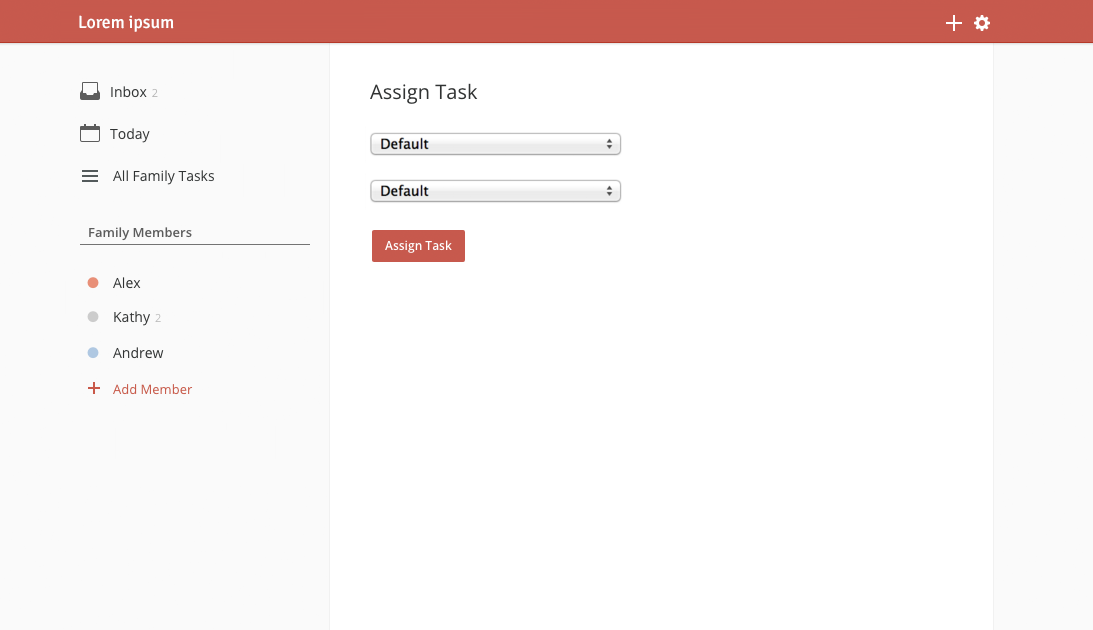 Lorem ipsum
Inbox 2
Today
All Family Tasks
Family Members
Alex
Kathy 2
Andrew
Add Member
Assign Task
Default
Default
Assign Task